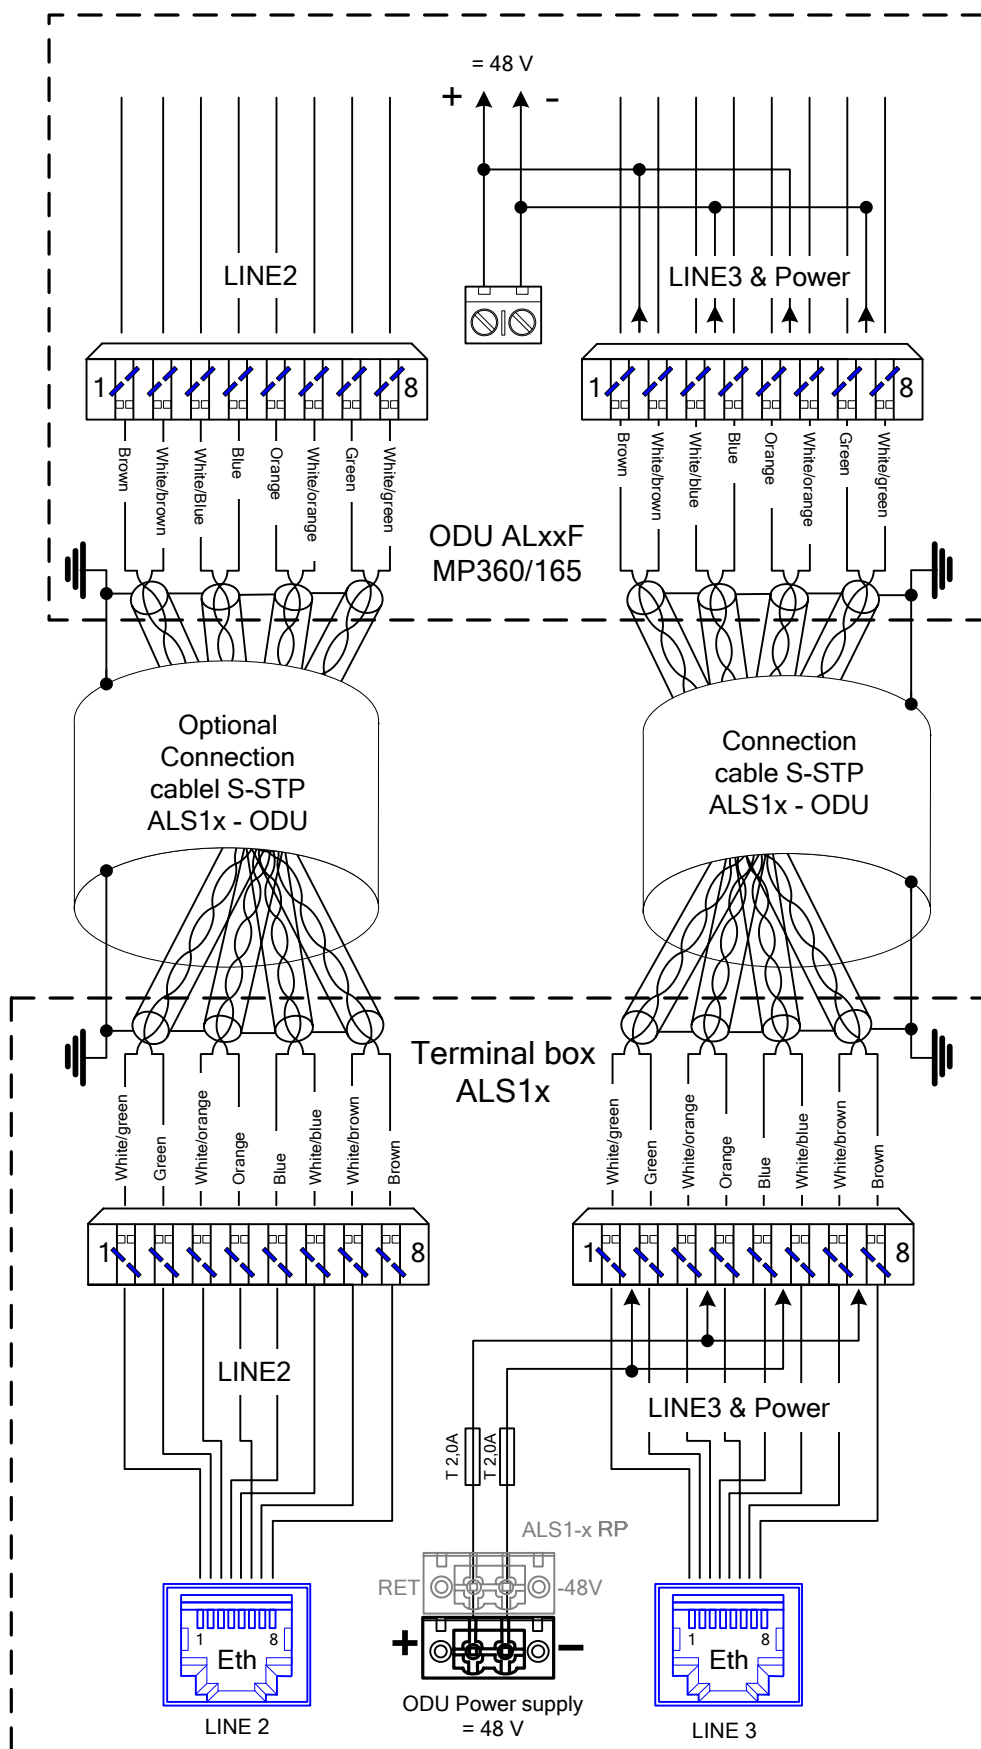 = 48 V
+ -
LINE2
LINE3 & Power
1 8
1 8
Brown White/brown White/Blue Blue Orange White/orange Green White/green
Brown White/brown White/blue Blue Orange White/orange Green White/green
ODU ALxxF
MP360/165
Optional
Connection
cablel S-STP
ALS1x - ODU
Connection
cable S-STP
ALS1x - ODU
Terminal box
ALS1x
White/green Green White/orange Orange Blue White/blue White/brown Brown
White/green Green White/orange Orange Blue White/blue White/brown Brown
1 8
1 8
LINE2
LINE3 & Power
T 2,0A T 2,0A
ALS1-x RP
RET -48V
+ −
1 8
Eth
1 8
Eth
LINE 2
ODU Power supply
= 48 V
LINE 3